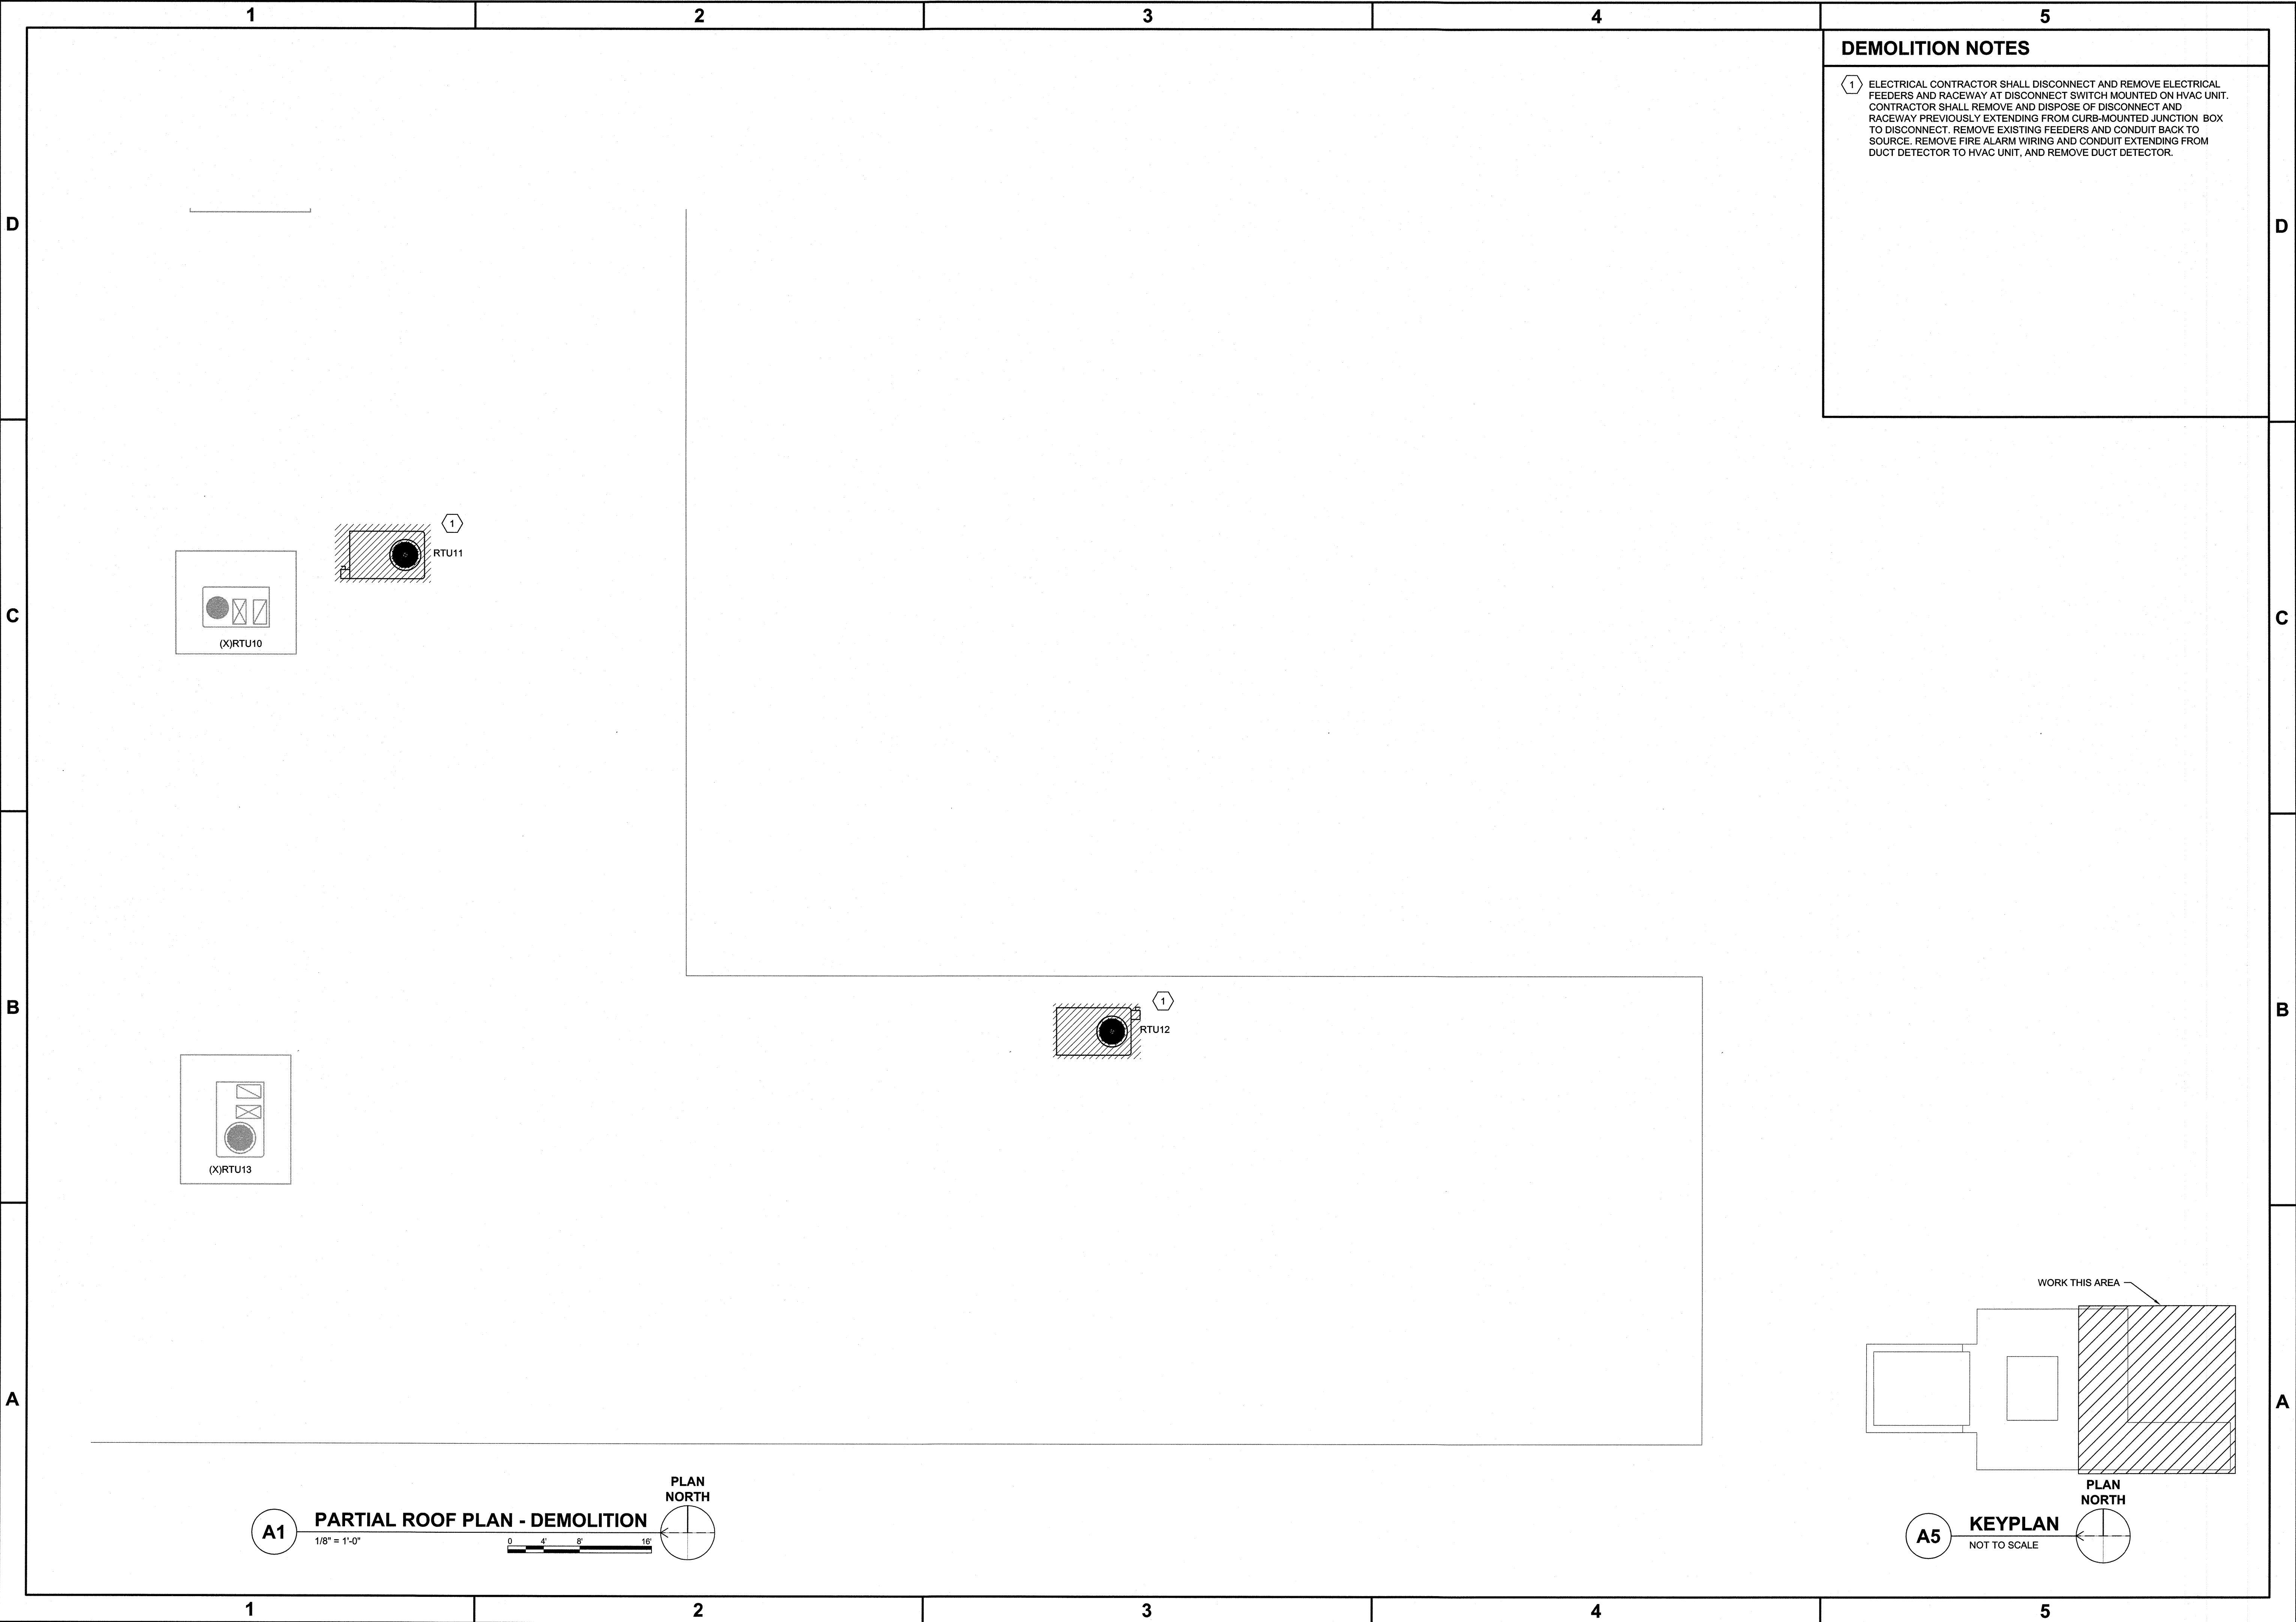 1 2 3 4 5
DEMOLITION NOTES
1 ELECTRICAL CONTRACTOR SHALL DISCONNECT AND REMOVE ELECTRICAL
FEEDERS AND RACEWAY AT DISCONNECT SWITCH MOUNTED ON HVAC UNIT.
CONTRACTOR SHALL REMOVE AND DISPOSE OF DISCONNECT AND
RACEWAY PREVIOUSLY EXTENDING FROM CURB-MOUNTED JUNCTION BOX
TO DISCONNECT. REMOVE EXISTING FEEDERS AND CONDUIT BACK TO
SOURCE. REMOVE FIRE ALARM WIRING AND CONDUIT EXTENDING FROM
DUCT DETECTOR TO HVAC UNIT, AND REMOVE DUCT DETECTOR.
D D
1
RTU11
C C
(X)RTU10
1
B B
RTU12
(X)RTU13
WORK THIS AREA
A A
PLAN
NORTH
A1 PARTIAL ROOF PLAN - DEMOLITION
1/8" = 1'-0"
0 4' 8' 16'
PLAN
NORTH
A5 KEYPLAN
NOT TO SCALE
1 2 3 4 5